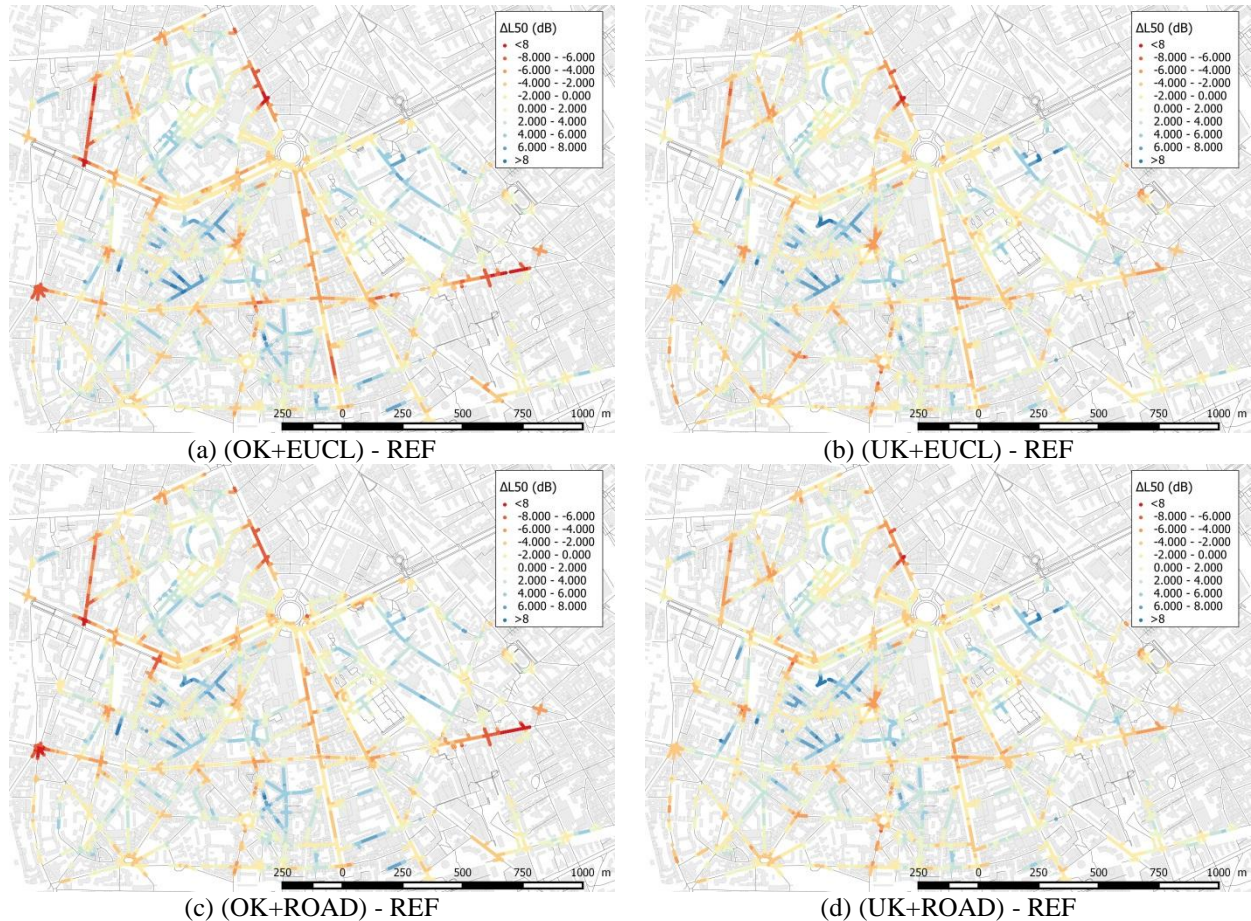 ΔL50 (dB)
<8
-8.000 - -6.000
-6.000 - -4.000
-4.000 - -2.000
-2.000 - 0.000
0.000 - 2.000
2.000 - 4.000
4.000 - 6.000
6.000 - 8.000
>8
250 0 250 500 750 1000 m
(a) (OK+EUCL) - REF
ΔL50 (dB)
<8
-8.000 - -6.000
-6.000 - -4.000
-4.000 - -2.000
-2.000 - 0.000
0.000 - 2.000
2.000 - 4.000
4.000 - 6.000
6.000 - 8.000
>8
250 0 250 500 750 1000 m
(b) (UK+EUCL) - REF
ΔL50 (dB)
<8
-8.000 - -6.000
-6.000 - -4.000
-4.000 - -2.000
-2.000 - 0.000
0.000 - 2.000
2.000 - 4.000
4.000 - 6.000
6.000 - 8.000
>8
250 0 250 500 750 1000 m
(c) (OK+ROAD) - REF
ΔL50 (dB)
<8
-8.000 - -6.000
-6.000 - -4.000
-4.000 - -2.000
-2.000 - 0.000
0.000 - 2.000
2.000 - 4.000
4.000 - 6.000
6.000 - 8.000
>8
250 0 250 500 750 1000 m
(d) (UK+ROAD) - REF